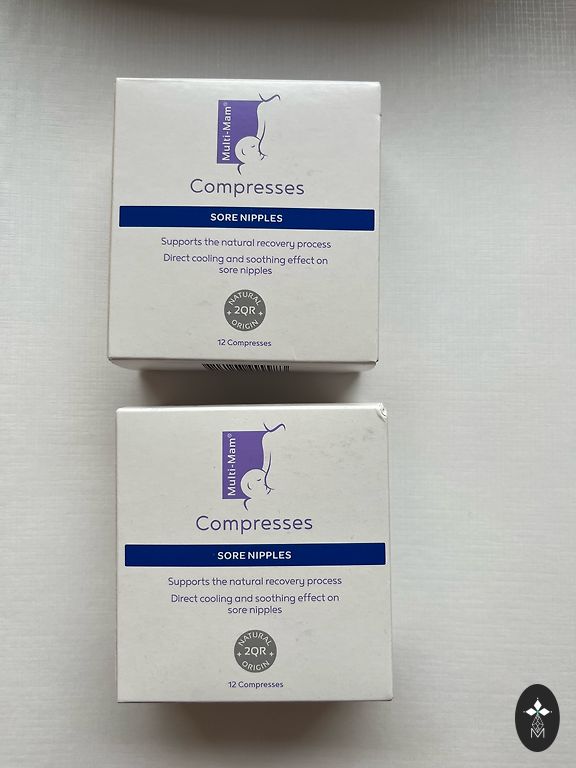 Multi-Mam®
Compresses
SORE NIPPLES
Supports the natural recovery process
Direct cooling and soothing effect on
sore nipples
NATURAL
2QR
ORIGIN
12 Compresses
Multi-Mam®
Compresses
SORE NIPPLES
Supports the natural recovery process
Direct cooling and soothing effect on
sore nipples
NATURAL
2QR
ORIGIN
12 Compresses
M